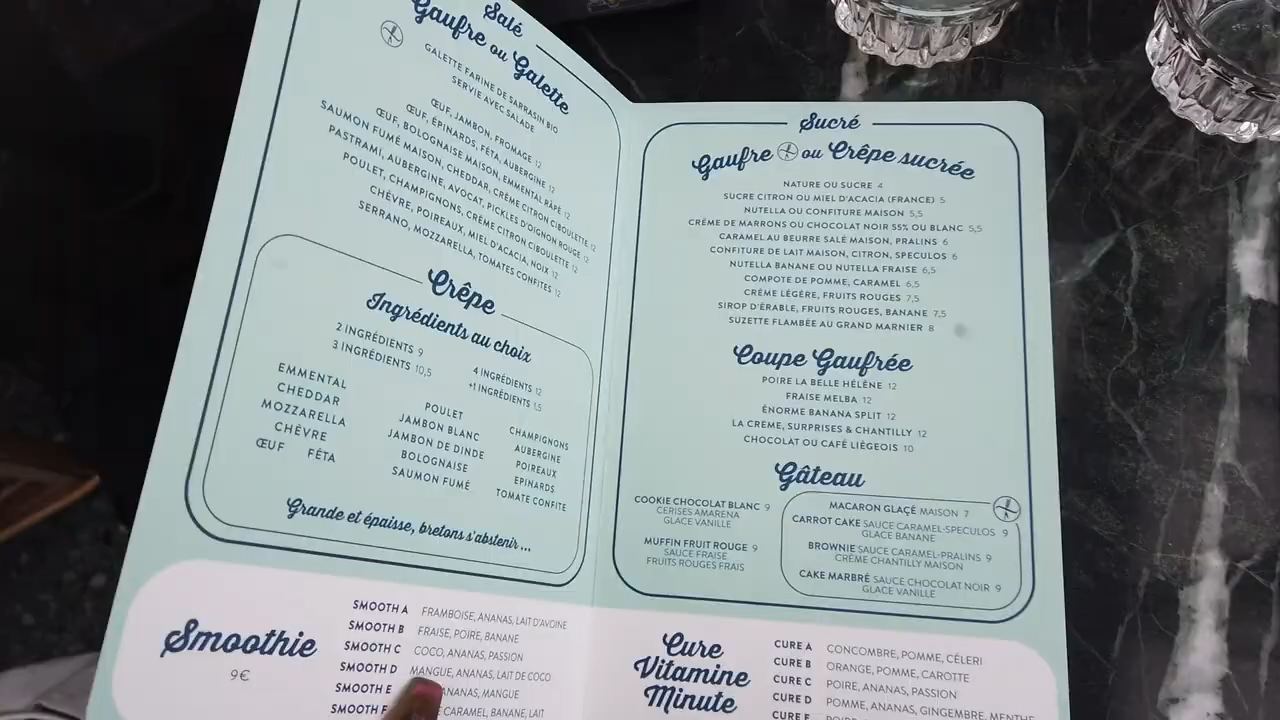 Salé
Gaufre ou Galette
GALETTE FARINE DE SARRASIN BIO
SERVIE AVEC SALADE
ŒUF, JAMBON, FROMAGE 12
ŒUF, ÉPINARDS, FÉTA, AUBERGINE 12
ŒUF, BOLOGNAISE MAISON, EMMENTAL RÂPÉ 12
SAUMON FUMÉ MAISON, CHEDDAR, CRÈME CITRON CIBOULETTE 12
PASTRAMI, AUBERGINE, AVOCAT, PICKLES D'OIGNON ROUGE 12
POULET, CHAMPIGNONS, CRÈME CITRON CIBOULETTE 12
CHÈVRE, POIREAUX, MIEL D'ACACIA, NOIX 12
SERRANO, MOZZARELLA, TOMATES CONFITES 12
Crêpe
Ingrédients au choix
2 INGRÉDIENTS 9
3 INGRÉDIENTS 10,5
4 INGRÉDIENTS 12
+1 INGRÉDIENTS 1,5
EMMENTAL
CHEDDAR
MOZZARELLA
CHÈVRE
ŒUF FÉTA
POULET
JAMBON BLANC
JAMBON DE DINDE
BOLOGNAISE
SAUMON FUMÉ
CHAMPIGNONS
AUBERGINE
POIREAUX
EPINARDS
TOMATE CONFITE
Grande et épaisse, bretons s'abstenir...
Smoothie
9€
SMOOTH A FRAMBOISE, ANANAS, LAIT D'AVOINE
SMOOTH B FRAISE, POIRE, BANANE
SMOOTH C COCO, ANANAS, PASSION
SMOOTH D MANGUE, ANANAS, LAIT DE COCO
SMOOTH E ANANAS, MANGUE
SMOOTH F CARAMEL, BANANE, LAIT
Sucré
Gaufre ou Crêpe sucrée
NATURE OU SUCRE 4
SUCRE CITRON OU MIEL D'ACACIA (FRANCE) 5
NUTELLA OU CONFITURE MAISON 5,5
CRÈME DE MARRONS OU CHOCOLAT NOIR 55% OU BLANC 5,5
CARAMEL AU BEURRE SALÉ MAISON, PRALINS 6
CONFITURE DE LAIT MAISON, CITRON, SPECULOS 6
NUTELLA BANANE OU NUTELLA FRAISE 6,5
COMPOTE DE POMME, CARAMEL 6,5
CRÈME LÉGÈRE, FRUITS ROUGES 7,5
SIROP D'ÉRABLE, FRUITS ROUGES, BANANE 7,5
SUZETTE FLAMBÉE AU GRAND MARNIER 8
Coupe Gaufrée
POIRE LA BELLE HÉLÈNE 12
FRAISE MELBA 12
ÉNORME BANANA SPLIT 12
LA CREME, SURPRISES & CHANTILLY 12
CHOCOLAT OU CAFÉ LIÈGEOIS 10
Gâteau
COOKIE CHOCOLAT BLANC 9
CERISES AMARENA
GLACE VANILLE
MUFFIN FRUIT ROUGE 9
SAUCE FRAISE
FRUITS ROUGES FRAIS
MACARON GLAÇÉ MAISON 7
CARROT CAKE SAUCE CARAMEL-SPECULOS 9
GLACE BANANE
BROWNIE SAUCE CARAMEL-PRALINS 9
CRÈME CHANTILLY MAISON
CAKE MARBRÉ SAUCE CHOCOLAT NOIR 9
GLACE VANILLE
Cure
Vitamine
Minute
CURE A CONCOMBRE, POMME, CÉLERI
CURE B ORANGE, POMME, CAROTTE
CURE C POIRE, ANANAS, PASSION
CURE D POMME, ANANAS, GINGEMBRE, MENTHE
CURE E